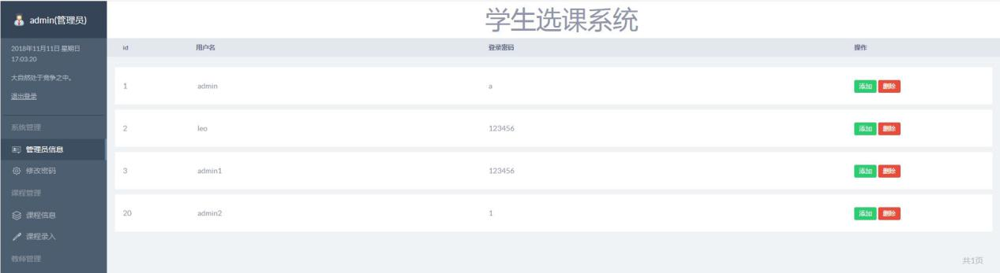 admin(管理员)
学生选课系统
2018年11月11日 星期日
17:03:20
大自然处于竞争之中。
退出登录
系统管理
管理员信息
修改密码
课程管理
课程信息
课程录入
教师管理
id 用户名 登录密码 操作
1 admin a 添加 删除
2 leo 123456 添加 删除
3 admin1 123456 添加 删除
20 admin2 1 添加 删除
共1页